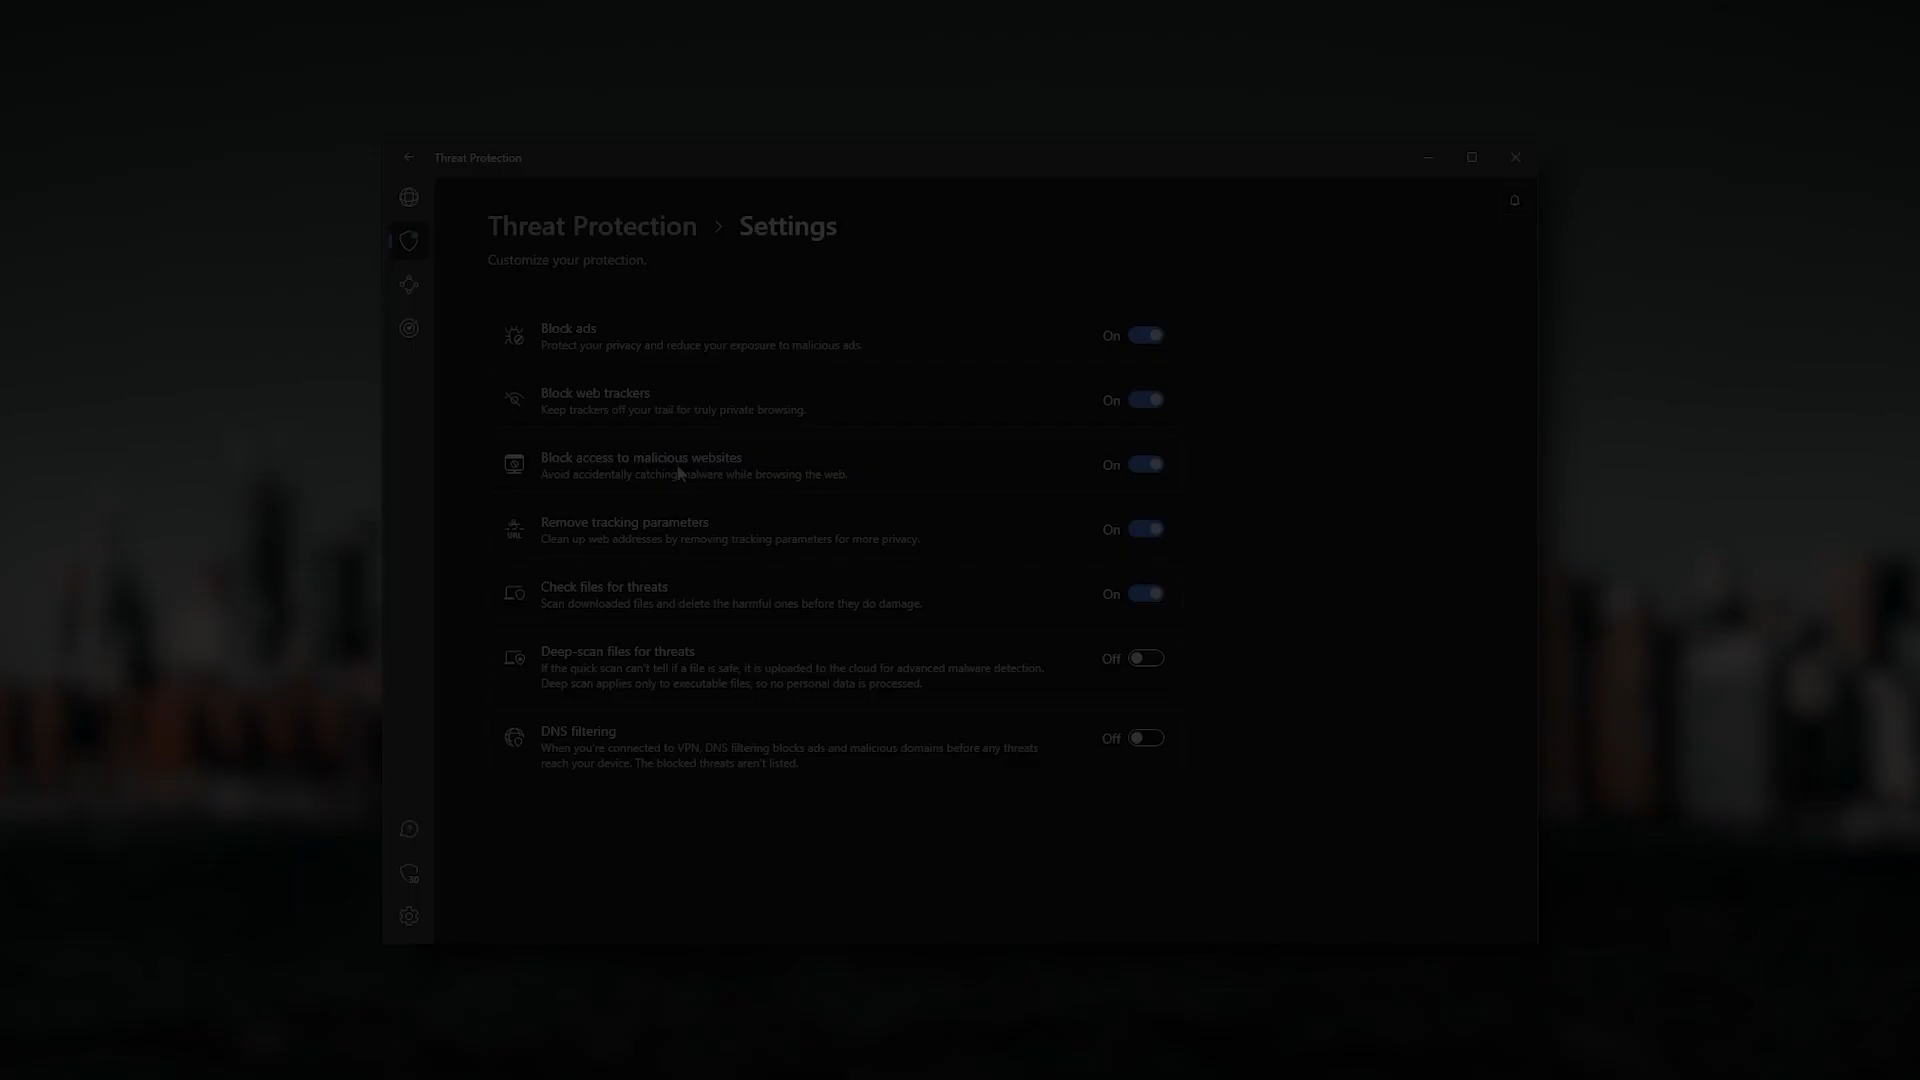 Threat Protection
Threat Protection > Settings
Customize your protection.
Block ads
Protect your privacy and reduce your exposure to malicious ads.
On
Block web trackers
Keep trackers off your trail for truly private browsing.
On
Block access to malicious websites
Avoid accidentally catching malware while browsing the web.
On
URL
Remove tracking parameters
Clean up web addresses by removing tracking parameters for more privacy.
On
Check files for threats
Scan downloaded files and delete the harmful ones before they do damage.
On
Deep-scan files for threats
If the quick scan can't tell if a file is safe, it is uploaded to the cloud for advanced malware detection.
Deep scan applies only to executable files, so no personal data is processed.
Off
DNS filtering
When you're connected to VPN, DNS filtering blocks ads and malicious domains before any threats
reach your device. The blocked threats aren't listed.
Off
30